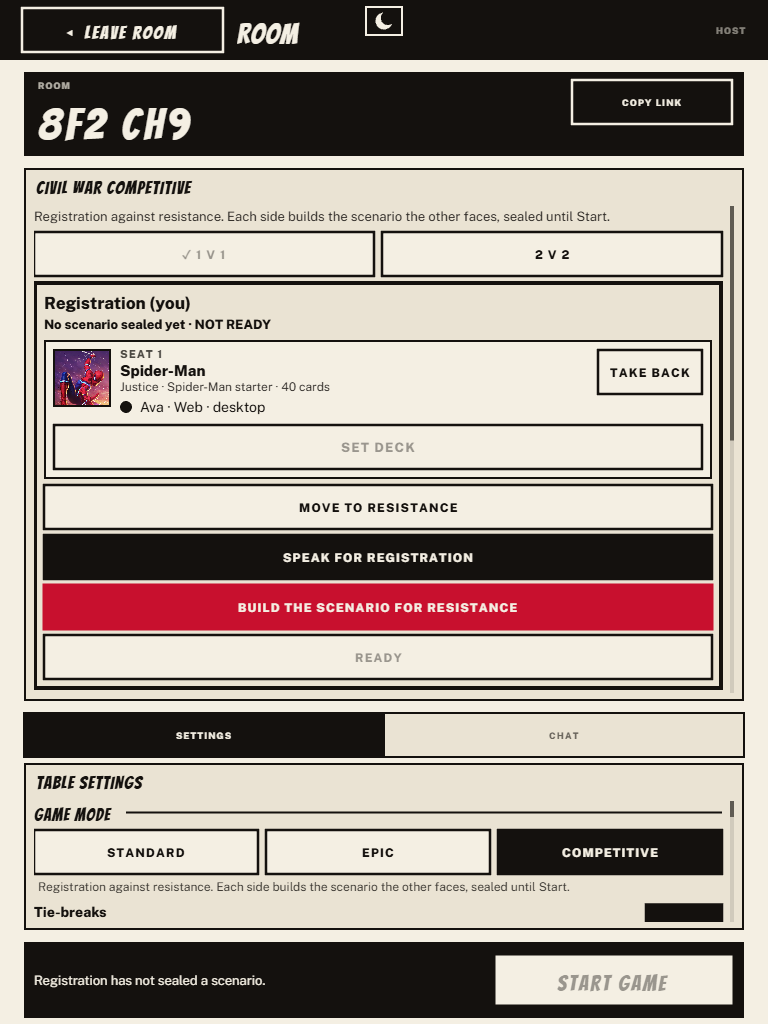 ◂ LEAVE ROOM
ROOM
HOST
ROOM
8F2 CH9
COPY LINK
CIVIL WAR COMPETITIVE
Registration against resistance. Each side builds the scenario the other faces, sealed until Start.
✓ 1 V 1
2 V 2
Registration (you)
No scenario sealed yet · NOT READY
SEAT 1
Spider-Man
Justice · Spider-Man starter · 40 cards
Ava · Web · desktop
TAKE BACK
SET DECK
MOVE TO RESISTANCE
SPEAK FOR REGISTRATION
BUILD THE SCENARIO FOR RESISTANCE
READY
SETTINGS
CHAT
TABLE SETTINGS
GAME MODE
STANDARD
EPIC
COMPETITIVE
Registration against resistance. Each side builds the scenario the other faces, sealed until Start.
Tie-breaks
Registration has not sealed a scenario.
START GAME